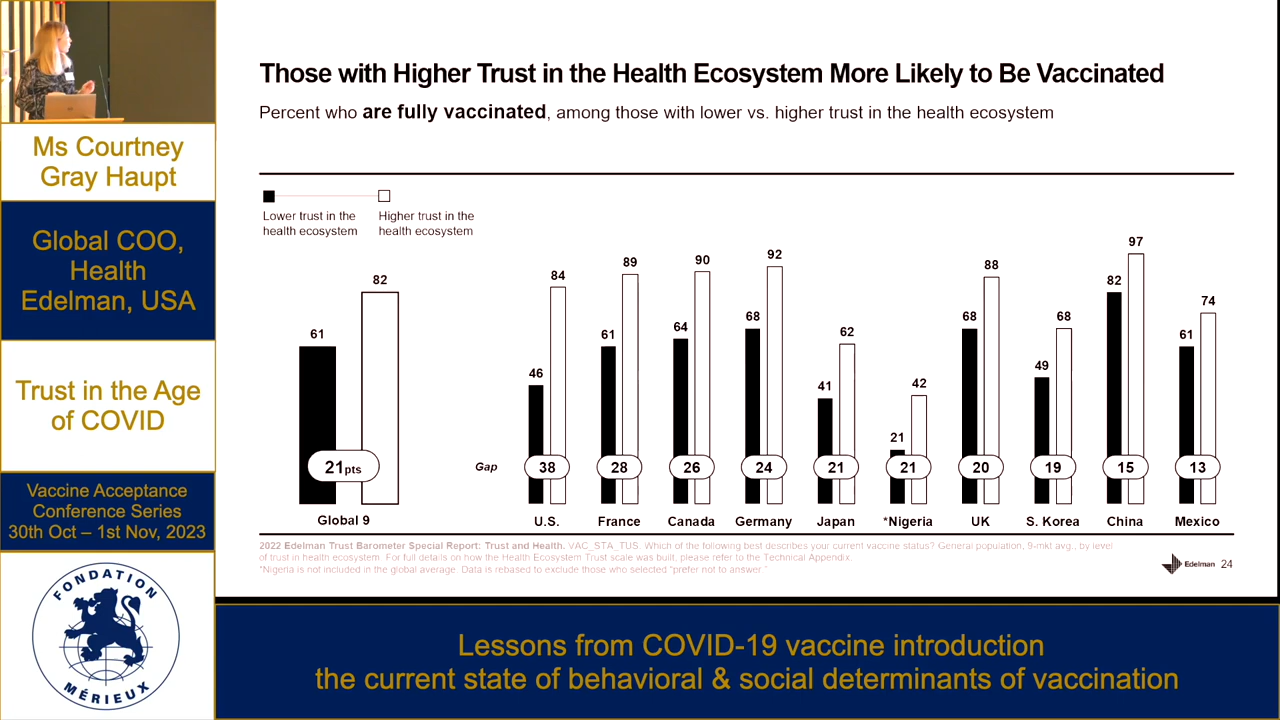 Ms Courtney
Gray Haupt
Global COO,
Health
Edelman, USA
Trust in the Age
of COVID
Vaccine Acceptance
Conference Series
30th Oct – 1st Nov, 2023
FONDATION
MÉRIEUX
Those with Higher Trust in the Health Ecosystem More Likely to Be Vaccinated
Percent who are fully vaccinated, among those with lower vs. higher trust in the health ecosystem
Lower trust in the
health ecosystem
Higher trust in the
health ecosystem
61 82
46 84
61 89
64 90
68 92
41 62
21 42
68 88
49 68
82 97
61 74
21pts
Gap 38 28 26 24 21 21 20 19 15 13
Global 9 U.S. France Canada Germany Japan *Nigeria UK S. Korea China Mexico
2022 Edelman Trust Barometer Special Report: Trust and Health. VAC_STA_TUS. Which of the following best describes your current vaccine status? General population, 9-mkt avg., by level
of trust in health ecosystem. For full details on how the Health Ecosystem Trust scale was built, please refer to the Technical Appendix.
*Nigeria is not included in the global average. Data is rebased to exclude those who selected "prefer not to answer."
Edelman 24
Lessons from COVID-19 vaccine introduction
the current state of behavioral & social determinants of vaccination